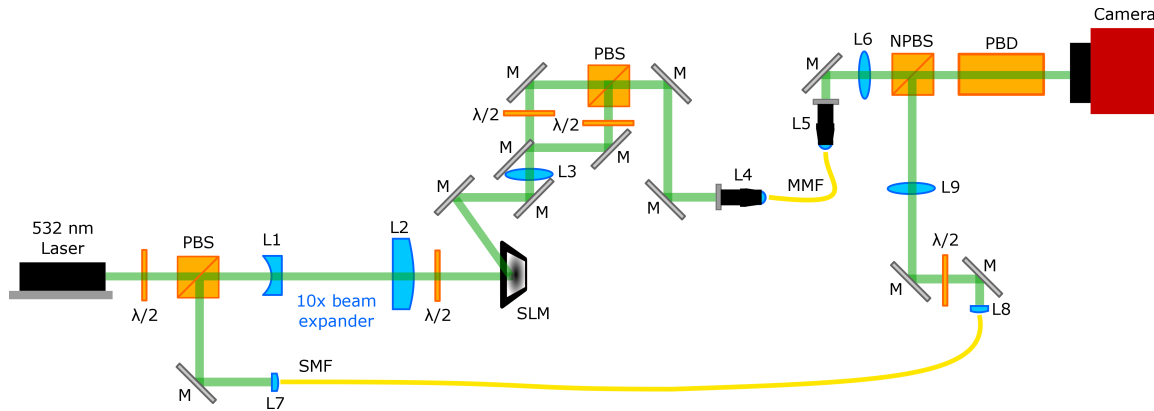 Camera
L6
NPBS
PBD
M
PBS
M
M
λ/2
λ/2
L5
M
M
L3
L4
MMF
L9
M
M
M
532 nm
Laser
PBS
L1
L2
λ/2
M
10x beam
expander
λ/2
λ/2
SLM
M
L8
SMF
M
L7